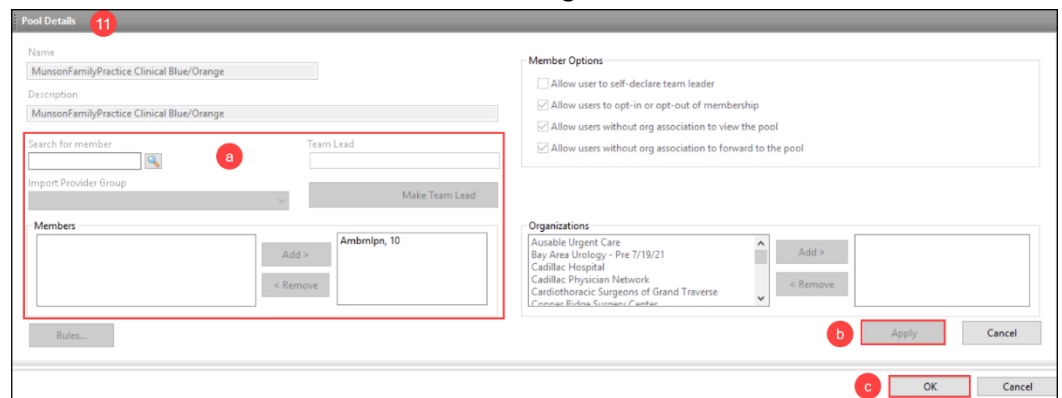 Pool Details
11
Name
MunsonFamilyPractice Clinical Blue/Orange
Description
MunsonFamilyPractice Clinical Blue/Orange
Search for member
a
Team Lead
Import Provider Group
Make Team Lead
Members
Add >
< Remove
Ambrnlpn, 10
Rules...
Member Options
Allow user to self-declare team leader
Allow users to opt-in or opt-out of membership
Allow users without org association to view the pool
Allow users without org association to forward to the pool
Organizations
Ausable Urgent Care
Bay Area Urology - Pre 7/19/21
Cadillac Hospital
Cadillac Physician Network
Cardiothoracic Surgeons of Grand Traverse
Copper Ridge Surgery Center
Add >
< Remove
b
Apply
Cancel
c
OK
Cancel